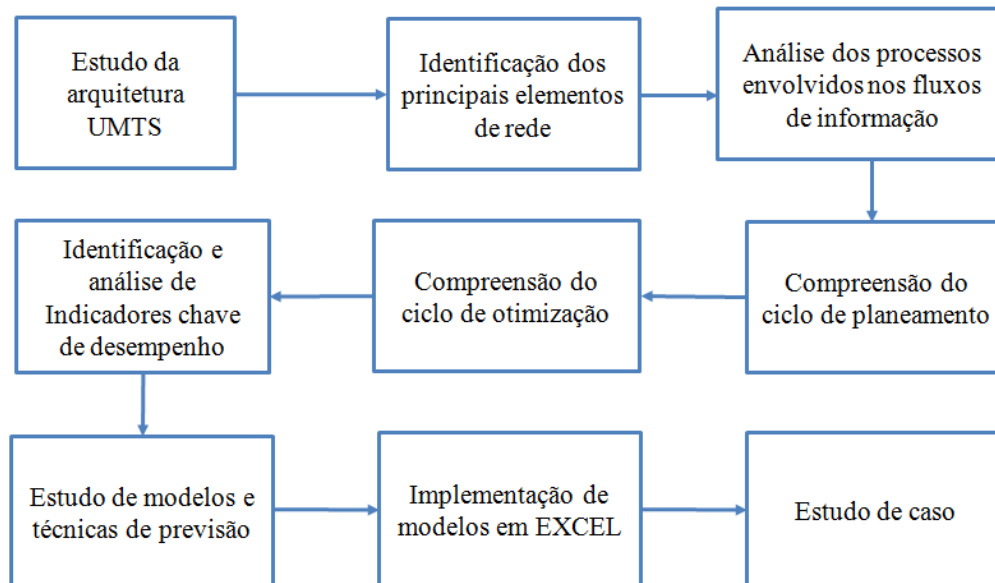 Estudo da
arquitetura
UMTS
Identificação dos
principais elementos
de rede
Análise dos processos
envolvidos nos fluxos
de informação
Compreensão do
ciclo de planeamento
Compreensão do
ciclo de otimização
Identificação e
análise de
Indicadores chave
de desempenho
Estudo de modelos e
técnicas de previsão
Implementação de
modelos em EXCEL
Estudo de caso